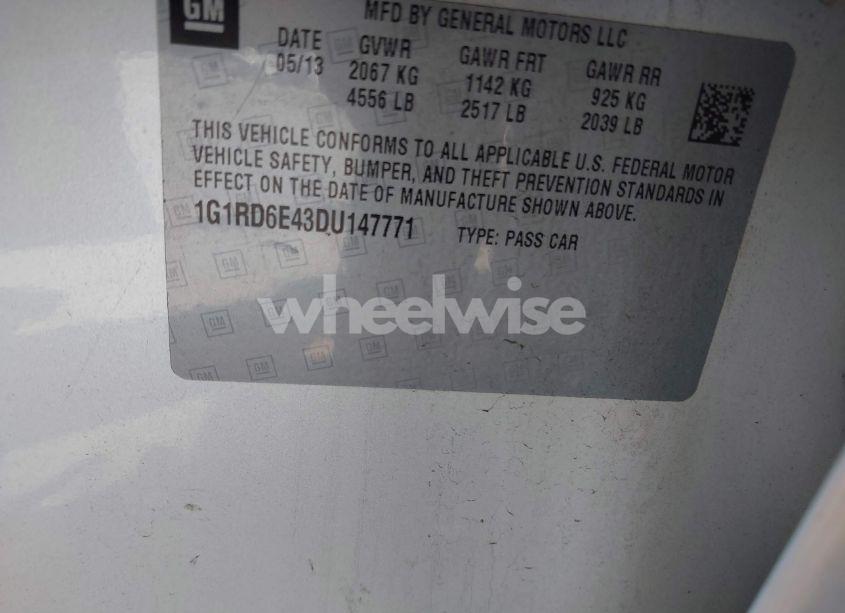 GM
MFD BY GENERAL MOTORS LLC
DATE GVWR GAWR FRT GAWR RR
05/13 2067 KG 1142 KG 925 KG
4556 LB 2517 LB 2039 LB
THIS VEHICLE CONFORMS TO ALL APPLICABLE U.S. FEDERAL MOTOR
VEHICLE SAFETY, BUMPER, AND THEFT PREVENTION STANDARDS IN
EFFECT ON THE DATE OF MANUFACTURE SHOWN ABOVE.
1G1RD6E43DU147771 TYPE: PASS CAR
wheelwise